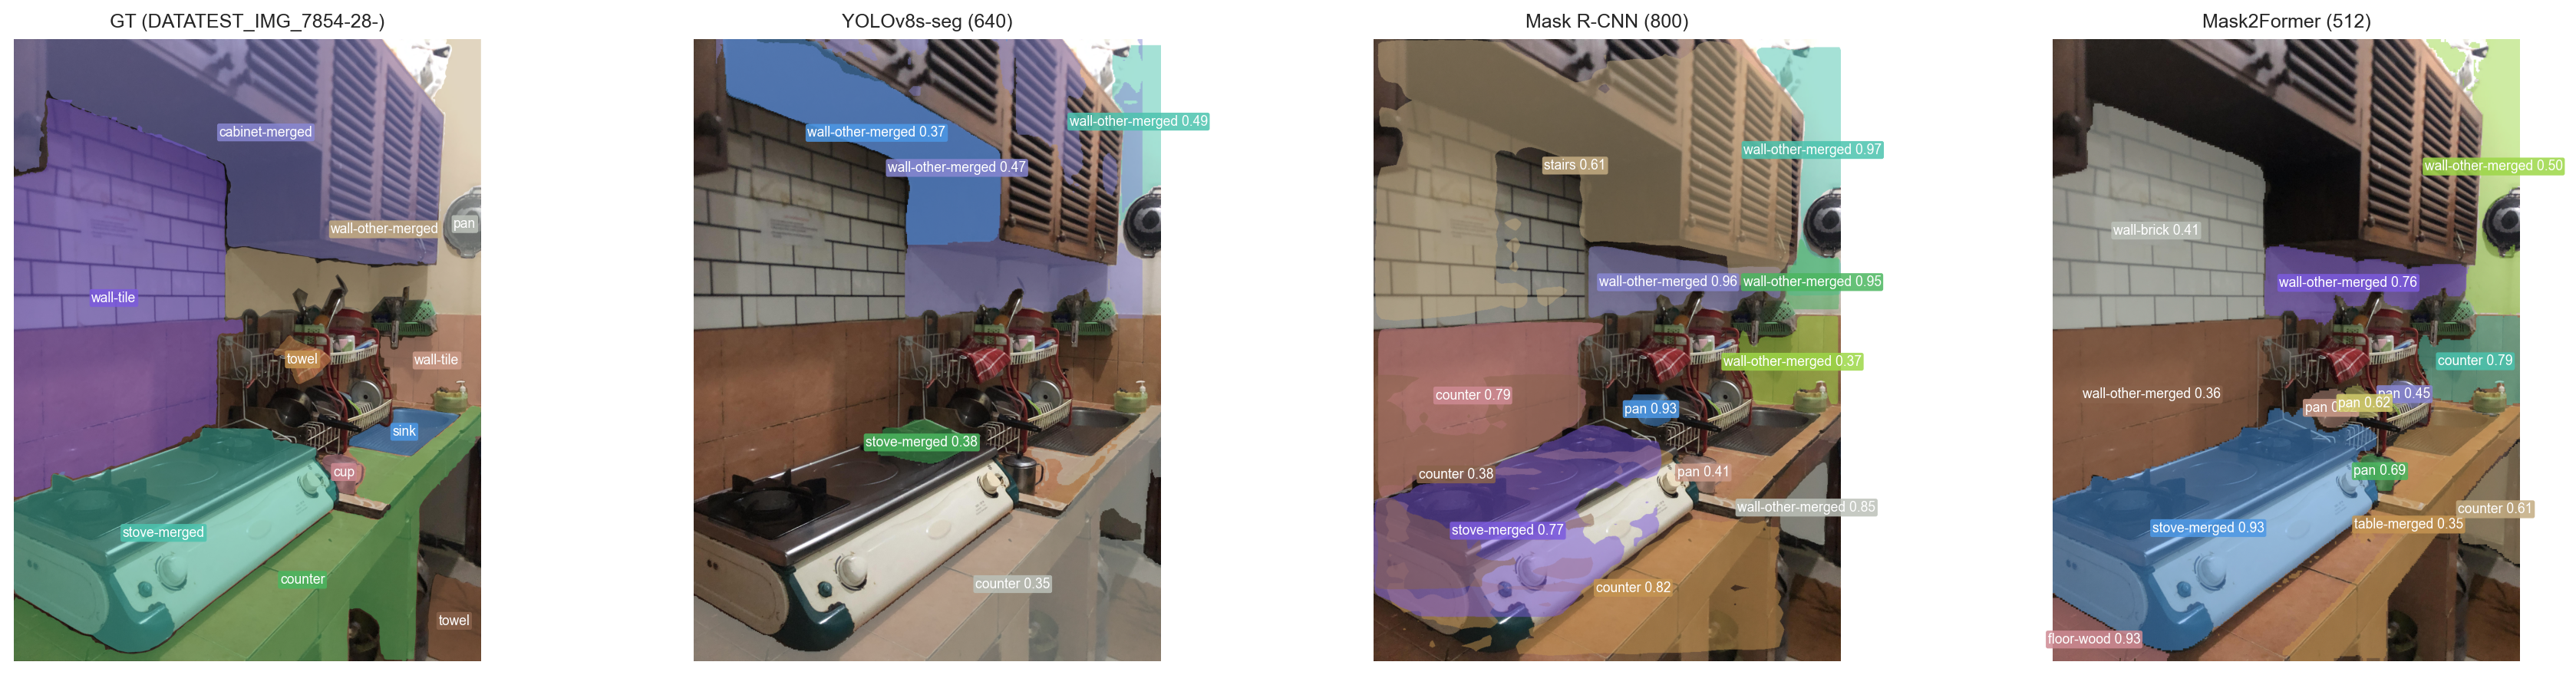 GT (DATATEST_IMG_7854-28-)
cabinet-merged
wall-other-merged
pan
wall-tile
towel
wall-tile
sink
cup
stove-merged
counter
towel
YOLOv8s-seg (640)
wall-other-merged 0.49
wall-other-merged 0.37
wall-other-merged 0.47
stove-merged 0.38
counter 0.35
Mask R-CNN (800)
wall-other-merged 0.97
stairs 0.61
wall-other-merged 0.96
wall-other-merged 0.95
wall-other-merged 0.37
counter 0.79
pan 0.93
counter 0.38
pan 0.41
wall-other-merged 0.85
stove-merged 0.77
counter 0.82
Mask2Former (512)
wall-other-merged 0.50
wall-brick 0.41
wall-other-merged 0.76
counter 0.79
wall-other-merged 0.36
pan 0.45
pan
pan 0.62
pan 0.69
counter 0.61
table-merged 0.35
stove-merged 0.93
floor-wood 0.93